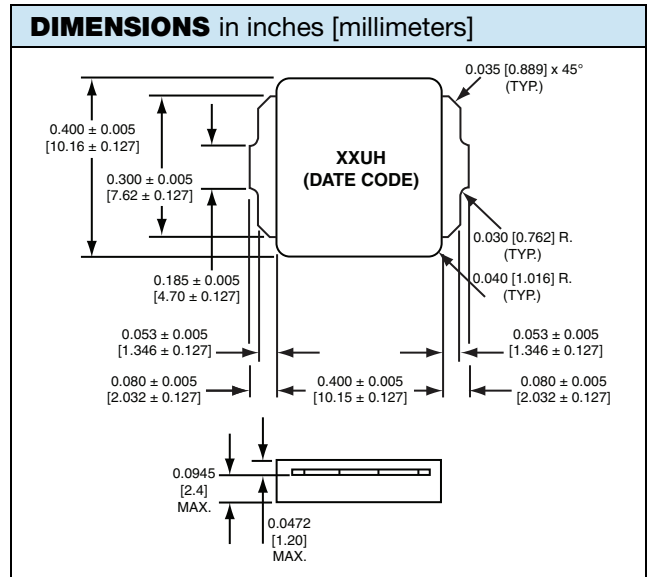 DIMENSIONS in inches [millimeters]
0.035 [0.889] x 45°
(TYP.)
0.400 ± 0.005
[10.16 ± 0.127]
XXUH
(DATE CODE)
0.300 ± 0.005
[7.62 ± 0.127]
0.030 [0.762] R.
(TYP.)
0.185 ± 0.005
[4.70 ± 0.127]
0.040 [1.016] R.
(TYP.)
0.053 ± 0.005
[1.346 ± 0.127]
0.053 ± 0.005
[1.346 ± 0.127]
0.080 ± 0.005
[2.032 ± 0.127]
0.400 ± 0.005
[10.15 ± 0.127]
0.080 ± 0.005
[2.032 ± 0.127]
0.0945
[2.4]
MAX.
0.0472
[1.20]
MAX.